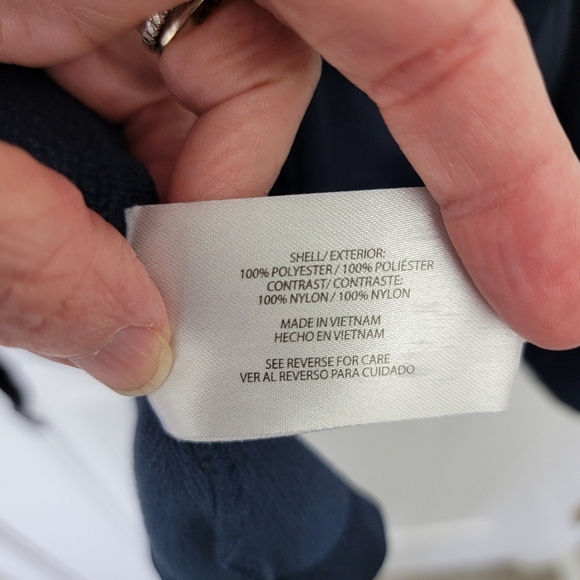 SHELL/ EXTERIOR:
100% POLYESTER / 100% POLIÉSTER
CONTRAST/ CONTRASTE:
100% NYLON / 100% NYLON
MADE IN VIETNAM
HECHO EN VIETNAM
SEE REVERSE FOR CARE
VER AL REVERSO PARA CUIDADO